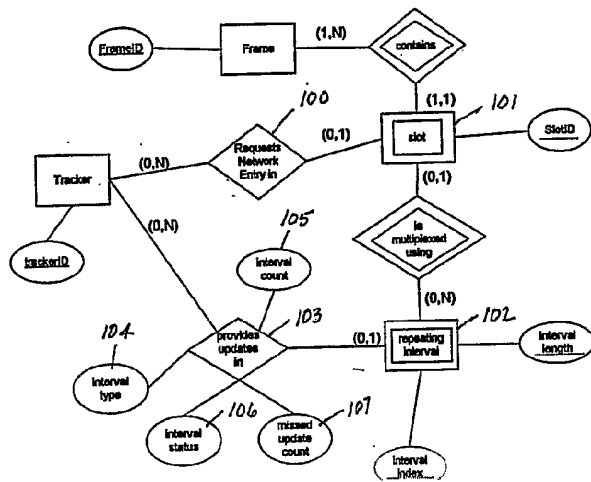 FrameID
Frame
(1,N)
contains
(1,1)
101
100
slot
SlotID
(0,1)
Requests
Network
Entry in
(0,N)
Tracker
(0,1)
trackerID
(0,N)
is
multiplexed
using
105
interval
count
(0,N)
103
102
provides
updates
in
(0,1)
repeating
interval
interval
length
104
interval
type
106
107
interval
status
missed
update
count
interval
index